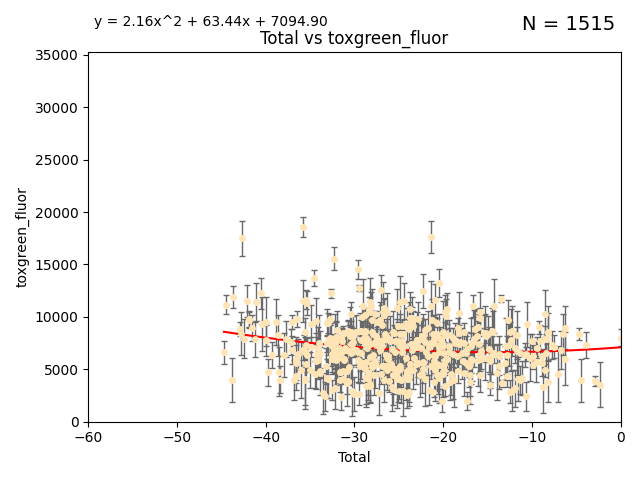 y = 2.16x^2 + 63.44x + 7094.90
N = 1515
Total vs toxgreen_fluor
35000
30000
25000
20000
15000
10000
5000
0
toxgreen_fluor
−60 −50 −40 −30 −20 −10 0
Total